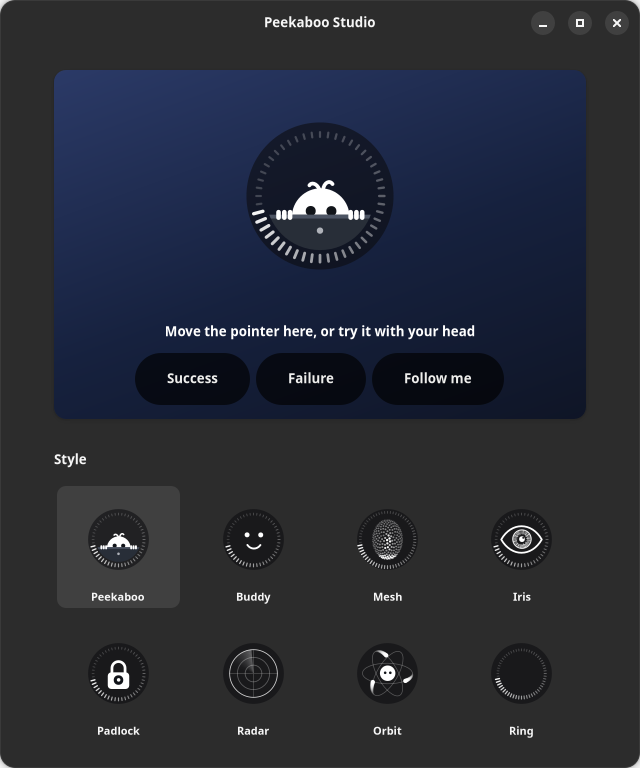 Peekaboo Studio
Move the pointer here, or try it with your head
Success Failure Follow me
Style
Peekaboo Buddy Mesh Iris
Padlock Radar Orbit Ring